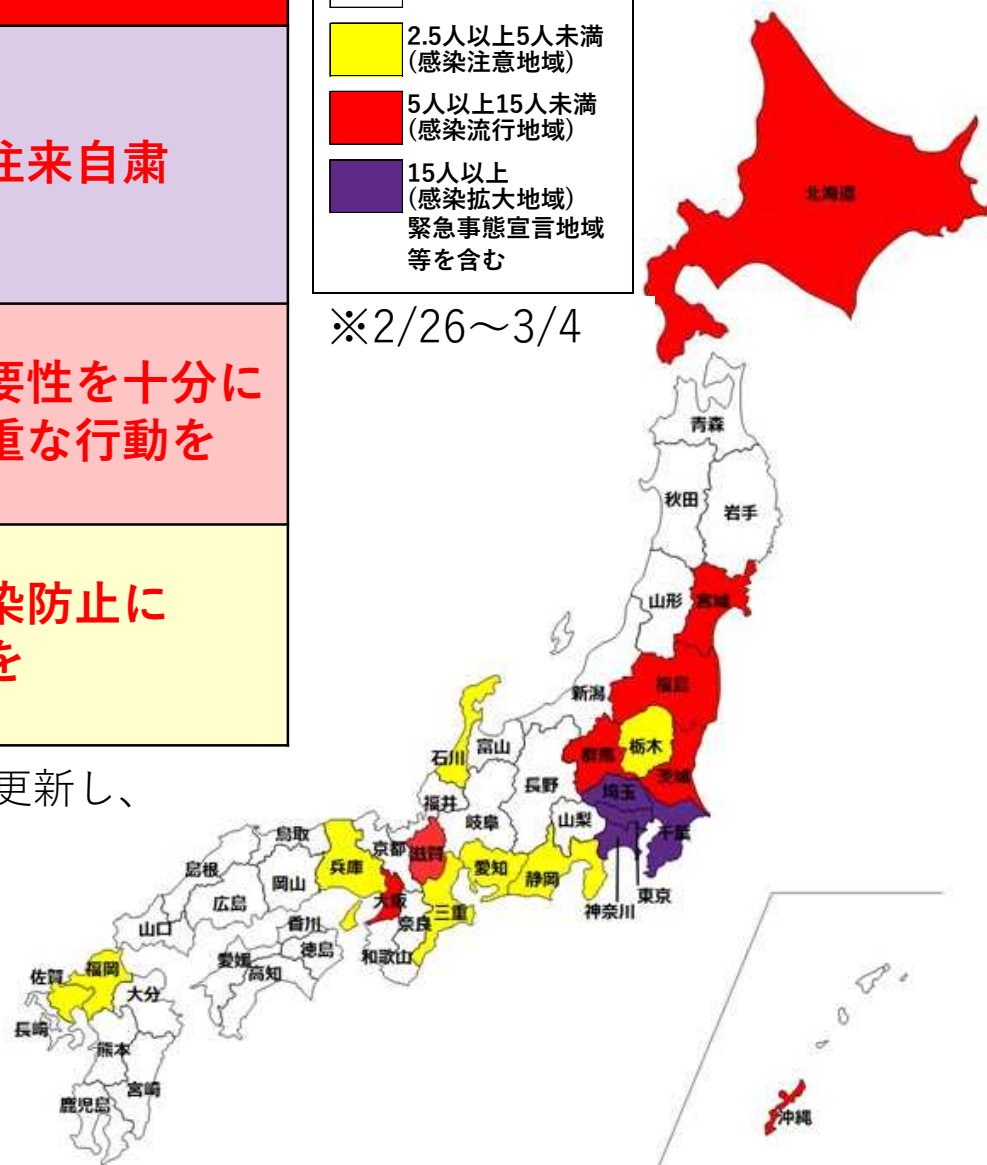 往来自粛
要性を十分に
重な行動を
染防止に
を
更新し、
2.5人以上5人未満
(感染注意地域)
5人以上15人未満
(感染流行地域)
15人以上
(感染拡大地域)
緊急事態宣言地域
等を含む
※2/26～3/4
北海道
青森
秋田
岩手
山形
宮城
新潟
福島
石川
富山
群馬
栃木
茨城
長野
埼玉
福井
岐阜
山梨
千葉
鳥取
京都
滋賀
兵庫
愛知
静岡
東京
神奈川
島根
岡山
広島
大阪
三重
奈良
山口
香川
徳島
和歌山
愛媛
高知
佐賀
福岡
大分
長崎
熊本
宮崎
鹿児島
沖縄